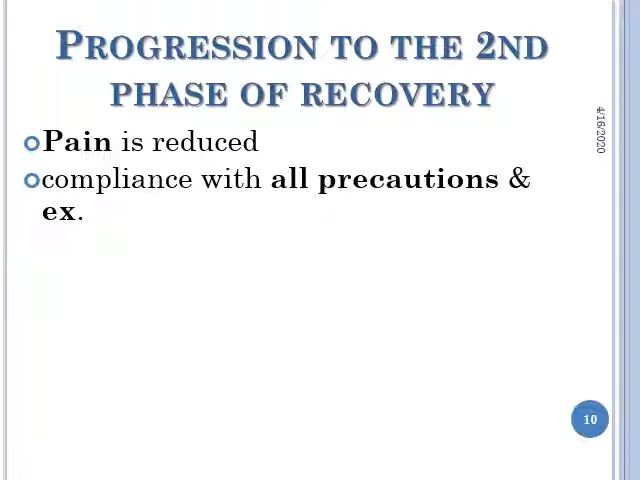 PROGRESSION TO THE 2ND
PHASE OF RECOVERY
Pain is reduced
compliance with all precautions &
ex.
4/16/2020
10